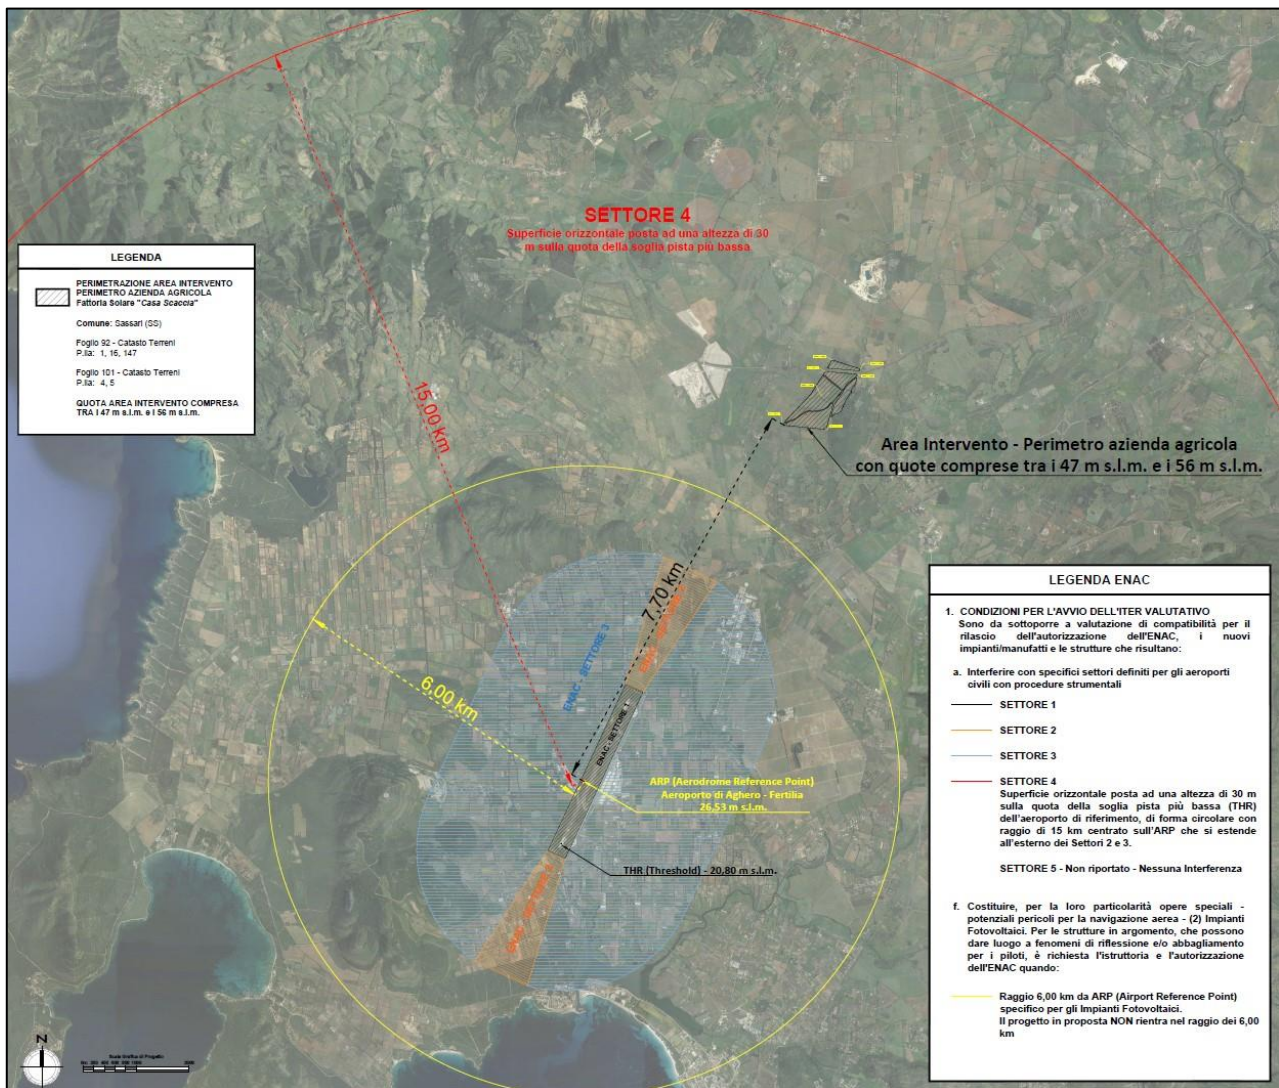 SETTORE 4
Superficie orizzontale posta ad una altezza di 30
m sulla quota della soglia pista più bassa
LEGENDA
PERIMETRAZIONE AREA INTERVENTO
PERIMETRO AZIENDA AGRICOLA
Fattoria Solare "Casa Scaccia"
Comune: Sassari (SS)
Foglio 92 - Catasto Terreni
P.lla: 1, 16, 147
Foglio 101 - Catasto Terreni
P.lla: 4, 5
QUOTA AREA INTERVENTO COMPRESA
TRA I 47 m s.l.m. e i 56 m s.l.m.
15,00 km
Area Intervento - Perimetro azienda agricola
con quote comprese tra i 47 m s.l.m. e i 56 m s.l.m.
7,70 km
6,00 km
ENAC - SETTORE 3
ENAC - SETTORE 2
ENAC - SETTORE 1
ARP (Aerodrome Reference Point)
Aeroporto di Aghero - Fertilia
26,53 m s.l.m.
THR (Threshold) - 20,80 m s.l.m.
ENAC - SETTORE 2
LEGENDA ENAC
1. CONDIZIONI PER L'AVVIO DELL'ITER VALUTATIVO
Sono da sottoporre a valutazione di compatibilità per il
rilascio dell'autorizzazione dell'ENAC, i nuovi
impianti/manufatti e le strutture che risultano:
a. Interferire con specifici settori definiti per gli aeroporti
civili con procedure strumentali
SETTORE 1
SETTORE 2
SETTORE 3
SETTORE 4
Superficie orizzontale posta ad una altezza di 30 m
sulla quota della soglia pista più bassa (THR)
dell'aeroporto di riferimento, di forma circolare con
raggio di 15 km centrato sull'ARP che si estende
all'esterno dei Settori 2 e 3.
SETTORE 5 - Non riportato - Nessuna Interferenza
f. Costituire, per la loro particolarità opere speciali -
potenziali pericoli per la navigazione aerea - (2) Impianti
Fotovoltaici. Per le strutture in argomento, che possono
dare luogo a fenomeni di riflessione e/o abbagliamento
per i piloti, è richiesta l'istruttoria e l'autorizzazione
dell'ENAC quando:
Raggio 6,00 km da ARP (Airport Reference Point)
specifico per gli Impianti Fotovoltaici.
Il progetto in proposta NON rientra nel raggio dei 6,00
km
N
Scala Grafica di Progetto